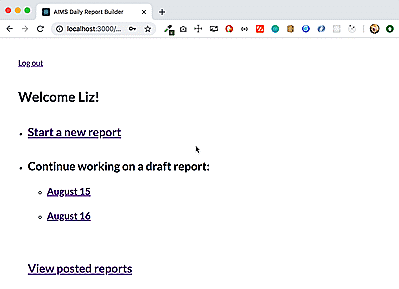 AIMS Daily Report Builder
localhost:3000/...
Log out
Welcome Liz!
Start a new report
Continue working on a draft report:
August 15
August 16
View posted reports